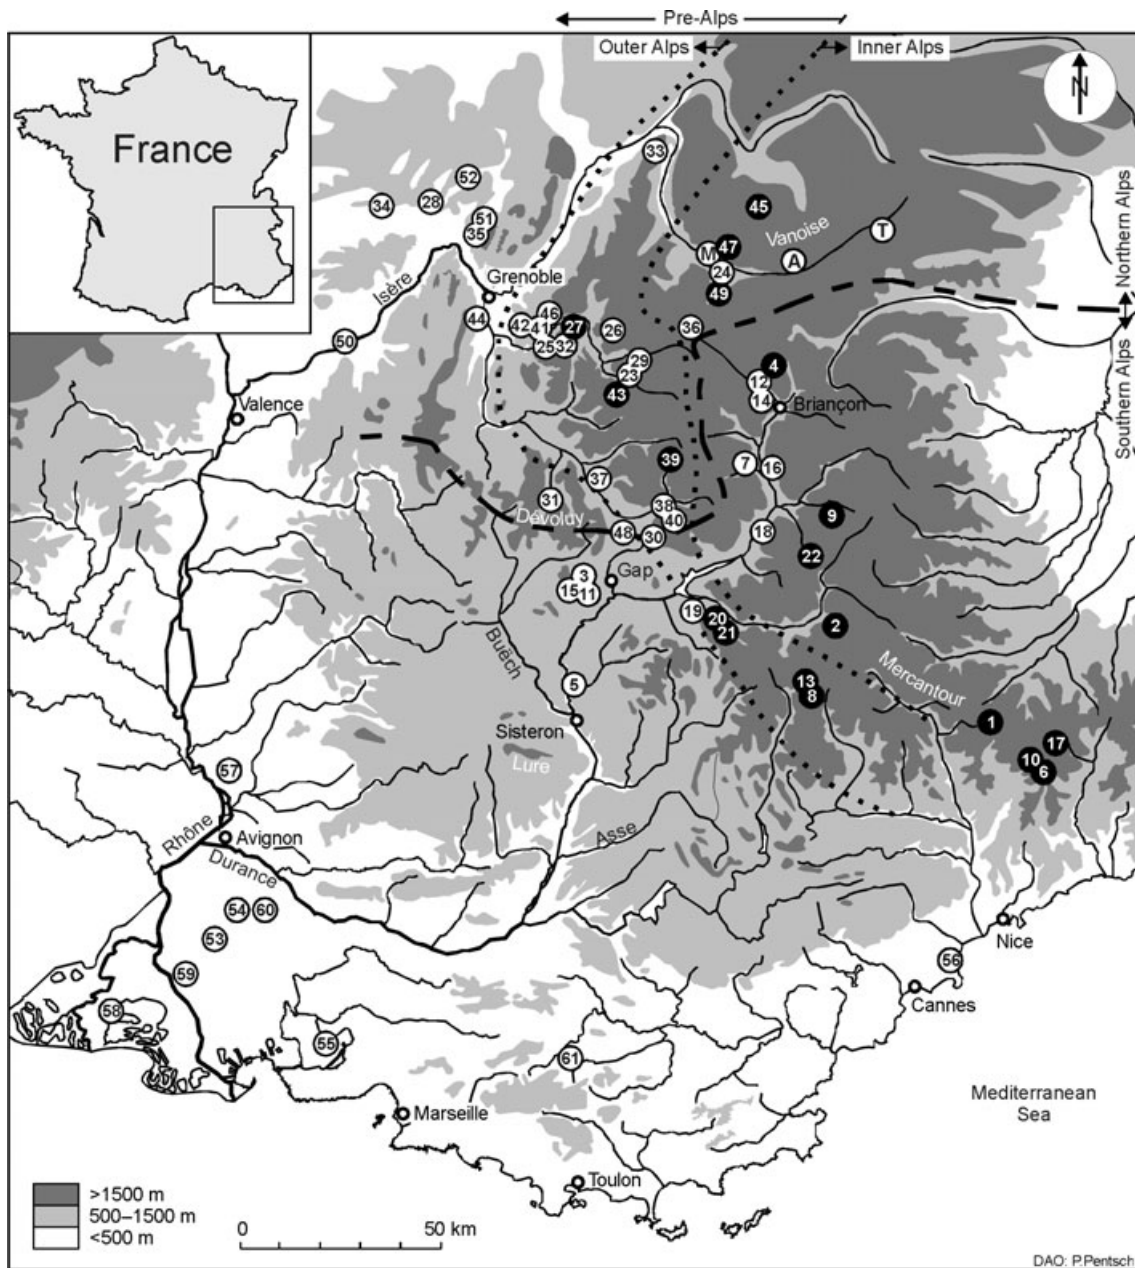 Pre-Alps
Outer Alps
Inner Alps
N
France
33
52
34
28
45
51
35
Vanoise
T
47
M
A
24
49
Northern Alps
Southern Alps
Isère
Grenoble
44
42
46
41
27
26
36
50
25
32
29
23
4
12
43
14
Briançon
Valence
39
7
16
37
31
38
40
9
Dévoluy
48
30
18
22
3
Gap
15
11
19
20
21
2
Buëch
Mercantour
5
13
8
Sisteron
1
17
10
6
Lure
57
Rhône
Avignon
Asse
Durance
54
60
53
Nice
56
59
Cannes
58
55
61
Marseille
Mediterranean
Sea
Toulon
>1500 m
500–1500 m
<500 m
0
50 km
DAO: P.Pentsch